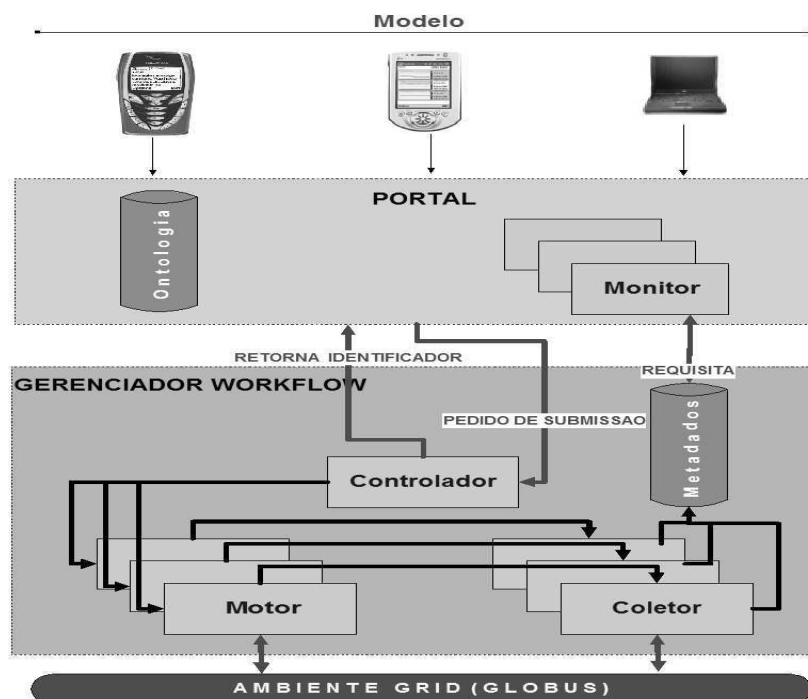 Modelo
PORTAL
Ontologia
Monitor
RETORNA IDENTIFICADOR
REQUISITA
GERENCIADOR WORKFLOW
PEDIDO DE SUBMISSAO
Metadados
Controlador
Motor
Coletor
AMBIENTE GRID (GLOBUS)